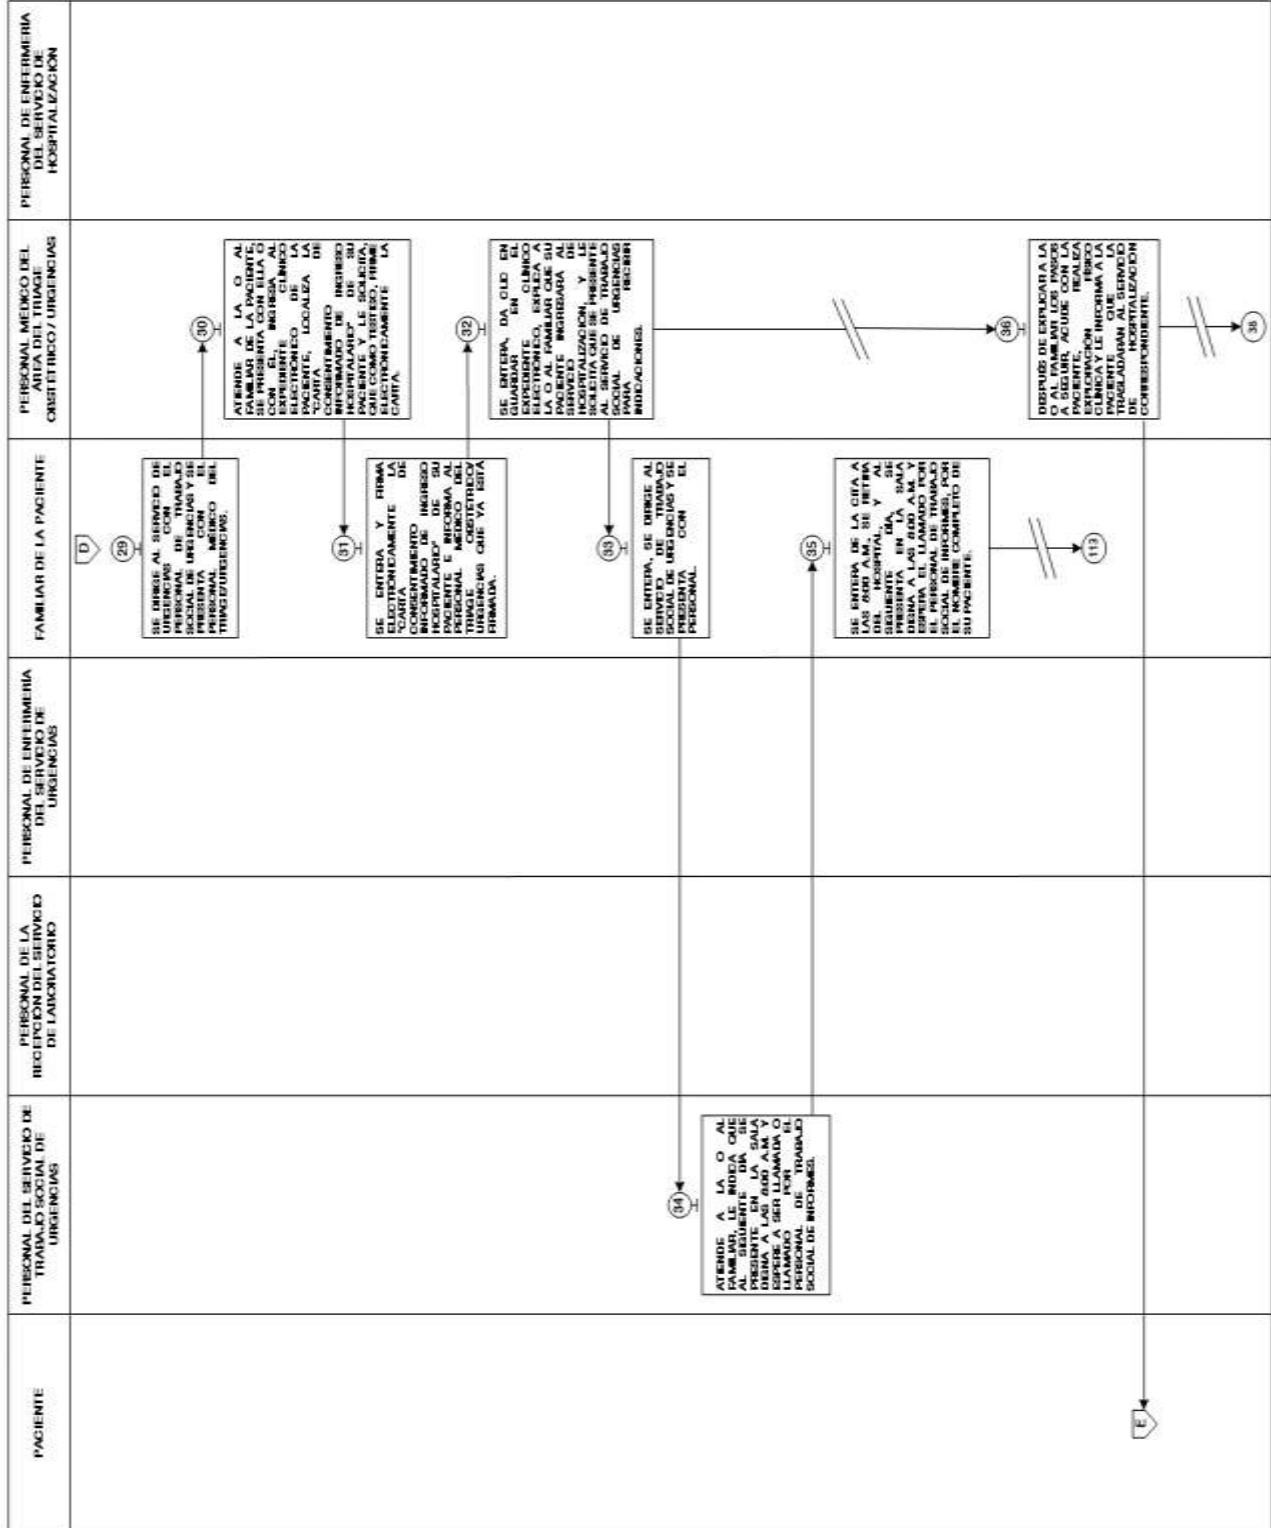 PACIENTE
PERSONAL DEL SERVICIO DE
TRABAJO SOCIAL DE
URGENCIAS
PERSONAL DE LA
RECEPCIÓN DEL SERVICIO
DE LABORATORIO
PERSONAL DE ENFERMERÍA
DEL SERVICIO DE
URGENCIAS
FAMILIAR DE LA PACIENTE
PERSONAL MÉDICO DEL
ÁREA DEL TRIAGE
OBSTÉTRICO / URGENCIAS
PERSONAL DE ENFERMERÍA
DEL SERVICIO DE
HOSPITALIZACIÓN
D
29
SE DIRIGE AL SERVICIO DE
URGENCIAS CON EL
PERSONAL DE TRABAJO
SOCIAL DE URGENCIAS Y SE
PRESENTA CON EL
PERSONAL MÉDICO DEL
TRIAGE/URGENCIAS.
30
ATIENDE A LA O AL
FAMILIAR DE LA PACIENTE,
SE PRESENTA CON ELLA O
CON ÉL, INGRESA AL
EXPEDIENTE CLÍNICO
ELECTRÓNICO DE LA
PACIENTE, LOCALIZA LA
"CARTA DE
CONSENTIMIENTO
INFORMADO DE INGRESO
HOSPITALARIO" DE SU
PACIENTE Y LE SOLICITA,
QUE COMO TESTIGO, FIRME
ELECTRÓNICAMENTE LA
CARTA.
31
SE ENTERA Y FIRMA
ELECTRÓNICAMENTE LA
"CARTA DE
CONSENTIMIENTO
INFORMADO DE INGRESO
HOSPITALARIO" DE SU
PACIENTE E INFORMA AL
PERSONAL MÉDICO DEL
TRIAGE OBSTÉTRICO/
URGENCIAS QUE YA ESTÁ
FIRMADA.
32
SE ENTERA, DA CLIC EN
GUARDAR EN EL
EXPEDIENTE CLÍNICO
ELECTRÓNICO, EXPLICA A
LA O AL FAMILIAR QUE SU
PACIENTE INGRESARÁ AL
SERVICIO DE
HOSPITALIZACIÓN, Y LE
SOLICITA QUE SE PRESENTE
AL SERVICIO DE TRABAJO
SOCIAL DE URGENCIAS
PARA RECIBIR
INDICACIONES.
33
SE ENTERA, SE DIRIGE AL
SERVICIO DE TRABAJO
SOCIAL DE URGENCIAS Y SE
PRESENTA CON EL
PERSONAL.
34
ATIENDE A LA O AL
FAMILIAR, LE INDICA QUE
AL SIGUIENTE DÍA SE
PRESENTE EN LA SALA
DIGNA A LAS 8:00 A.M. Y
ESPERE A SER LLAMADA O
LLAMADO POR EL
PERSONAL DE TRABAJO
SOCIAL DE INFORMES.
35
SE ENTERA DE LA CITA A
LAS 8:00 A.M., SE RETIRA
DEL HOSPITAL, Y AL
SIGUIENTE DÍA, SE
PRESENTA EN LA SALA
DIGNA A LAS 8:00 A.M. Y
ESPERA EL LLAMADO POR
EL PERSONAL DE TRABAJO
SOCIAL DE INFORMES, POR
EL NOMBRE COMPLETO DE
SU PACIENTE.
113
36
DESPUÉS DE EXPLICAR A LA
O AL FAMILIAR LOS PASOS
A SEGUIR, ACUDE CON LA
PACIENTE, REALIZA
EXPLORACIÓN FÍSICO
CLÍNICA Y LE INFORMA A LA
PACIENTE QUE LA
TRASLADARÁN AL SERVICIO
DE HOSPITALIZACIÓN
CORRESPONDIENTE.
38
E